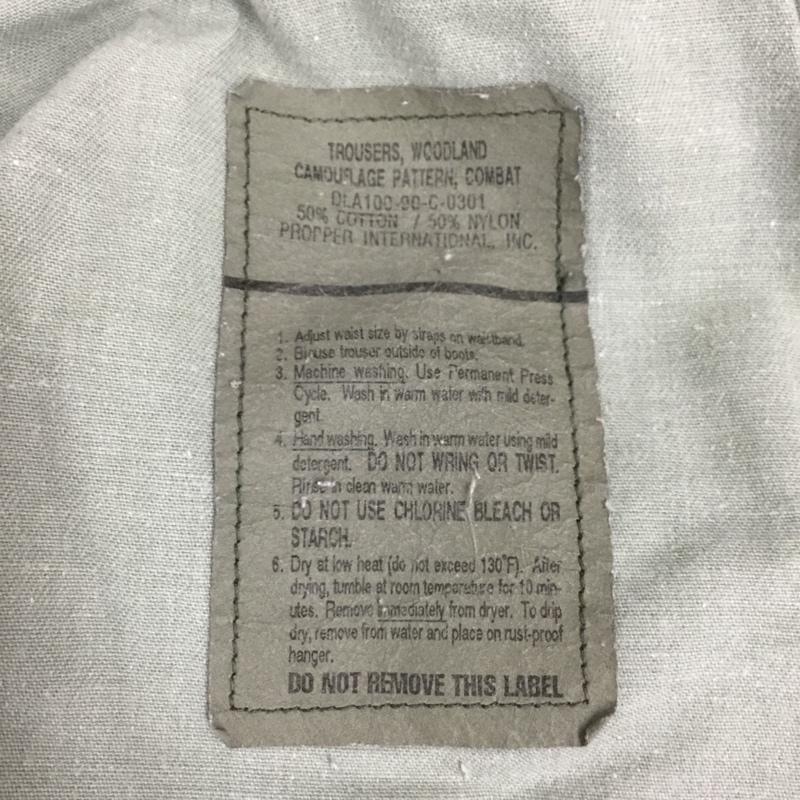 TROUSERS, WOODLAND
CAMOUFLAGE PATTERN, COMBAT
DLA100-90-C-0301
50% COTTON / 50% NYLON
PROPPER INTERNATIONAL, INC.
1. Adjust waist size by straps on waistband.
2. Blouse trouser outside of boots.
3. Machine washing. Use Permanent Press
Cycle. Wash in warm water with mild deter-
gent.
4. Hand washing. Wash in warm water using mild
detergent. DO NOT WRING OR TWIST.
Rinse in clean warm water.
5. DO NOT USE CHLORINE BLEACH OR
STARCH.
6. Dry at low heat (do not exceed 130°F). After
drying, tumble at room temperature for 10 min-
utes. Remove immediately from dryer. To drip
dry, remove from water and place on rust-proof
hanger.
DO NOT REMOVE THIS LABEL